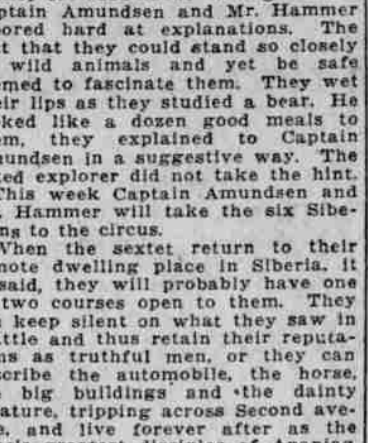 ptain Amundsen and Mr. Hammer
ored hard at explanations. The
t that they could stand so closely
wild animals and yet be safe
emed to fascinate them. They wet
eir lips as they studied a bear. He
ked like a dozen good meals to
em, they explained to Captain
undsen in a suggestive way. The
ted explorer did not take the hint.
This week Captain Amundsen and
. Hammer will take the six Sibe-
ns to the circus.
When the sextet return to their
mote dwelling place in Siberia, it
said, they will probably have one
two courses open to them. They
keep silent on what they saw in
ttle and thus retain their reputa-
ns as truthful men, or they can
scribe the automobile, the horse,
big buildings and the dainty
ature, tripping across Second ave-
e, and live forever after as the